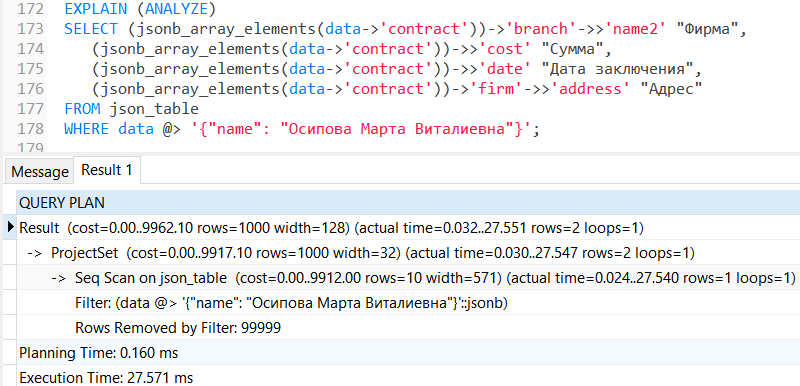 172 EXPLAIN (ANALYZE)
173 SELECT (jsonb_array_elements(data->'contract'))->'branch'->>'name2' "Фирма",
174 (jsonb_array_elements(data->'contract'))->>'cost' "Сумма",
175 (jsonb_array_elements(data->'contract'))->>'date' "Дата заключения",
176 (jsonb_array_elements(data->'contract'))->'firm'->>'address' "Адрес"
177 FROM json_table
178 WHERE data @> '{"name": "Осипова Марта Виталиевна"}';
179
Message Result 1
QUERY PLAN
Result (cost=0.00..9962.10 rows=1000 width=128) (actual time=0.032..27.551 rows=2 loops=1)
-> ProjectSet (cost=0.00..9917.10 rows=1000 width=32) (actual time=0.030..27.547 rows=2 loops=1)
-> Seq Scan on json_table (cost=0.00..9912.00 rows=10 width=571) (actual time=0.024..27.540 rows=1 loops=1)
Filter: (data @> '{"name": "Осипова Марта Виталиевна"}'::jsonb)
Rows Removed by Filter: 99999
Planning Time: 0.160 ms
Execution Time: 27.571 ms